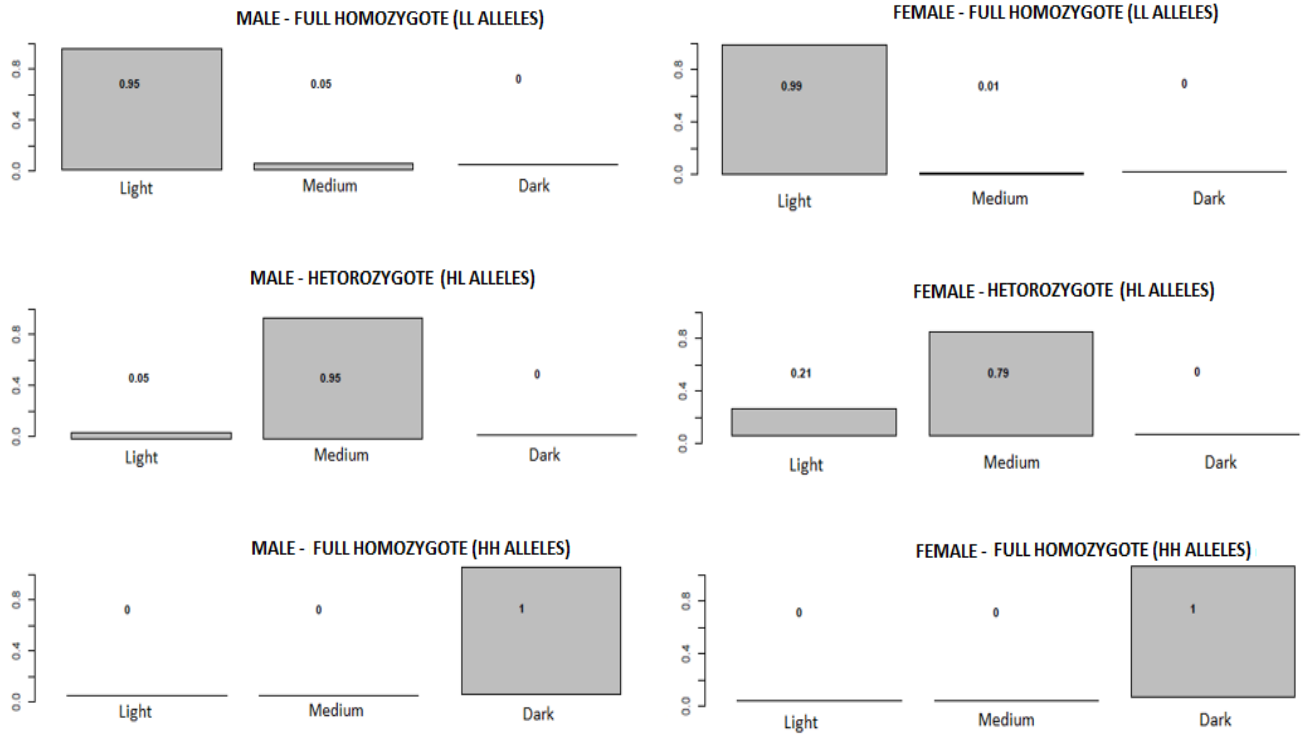 MALE - FULL HOMOZYGOTE (LL ALLELES)
0.0 0.4 0.8
0.95 0.05 0
Light Medium Dark
FEMALE - FULL HOMOZYGOTE (LL ALLELES)
0.0 0.4 0.8
0.99 0.01 0
Light Medium Dark
MALE - HETOROZYGOTE (HL ALLELES)
0.0 0.4 0.8
0.05 0.95 0
Light Medium Dark
FEMALE - HETOROZYGOTE (HL ALLELES)
0.0 0.4 0.8
0.21 0.79 0
Light Medium Dark
MALE - FULL HOMOZYGOTE (HH ALLELES)
0.0 0.4 0.8
0 0 1
Light Medium Dark
FEMALE - FULL HOMOZYGOTE (HH ALLELES)
0.0 0.4 0.8
0 0 1
Light Medium Dark